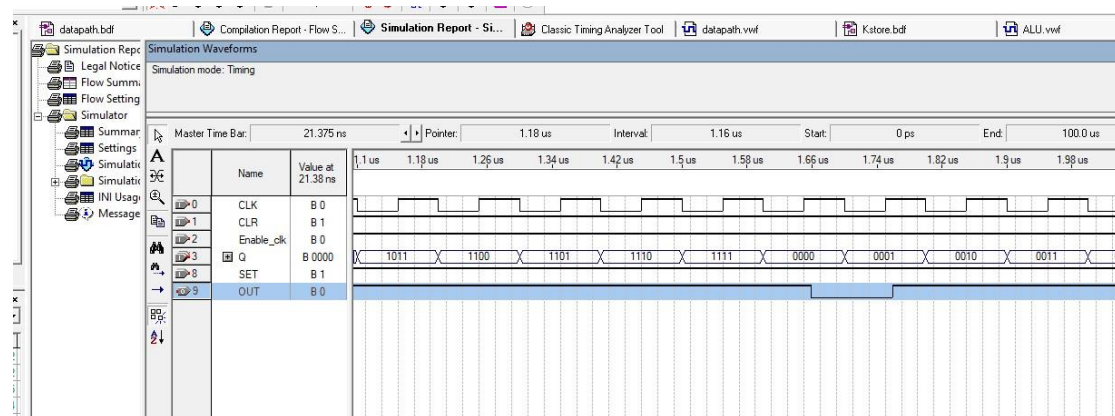 datapath.bdf Compilation Report - Flow S... Simulation Report - Si... Classic Timing Analyzer Tool datapath.vwf Kstore.bdf ALU.vwf
Simulation Repo
Legal Notice
Flow Summa
Flow Setting
Simulator
Summar
Settings
Simulatio
Simulatio
INI Usage
Message
Simulation Waveforms
Simulation mode: Timing
Master Time Bar: 21.375 ns Pointer: 1.18 us Interval: 1.16 us Start: 0 ps End: 100.0 us
Name Value at 21.38 ns 1.1 us 1.18 us 1.26 us 1.34 us 1.42 us 1.5 us 1.58 us 1.66 us 1.74 us 1.82 us 1.9 us 1.98 us
0 CLK B 0
1 CLR B 1
2 Enable_clk B 0
3 Q B 0000 1011 1100 1101 1110 1111 0000 0001 0010 0011
8 SET B 1
9 OUT B 0